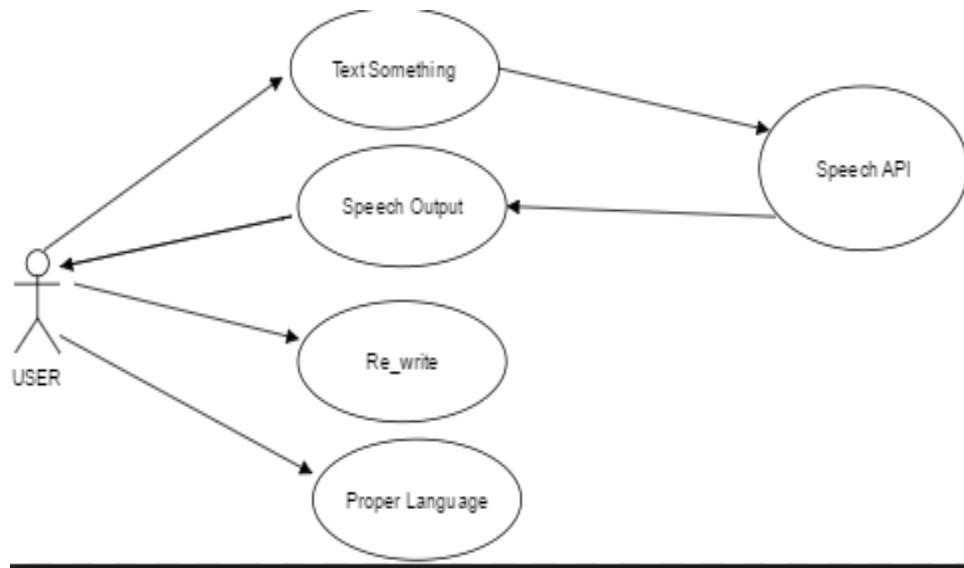 Text Something
Speech API
Speech Output
Re_write
USER
Proper Language